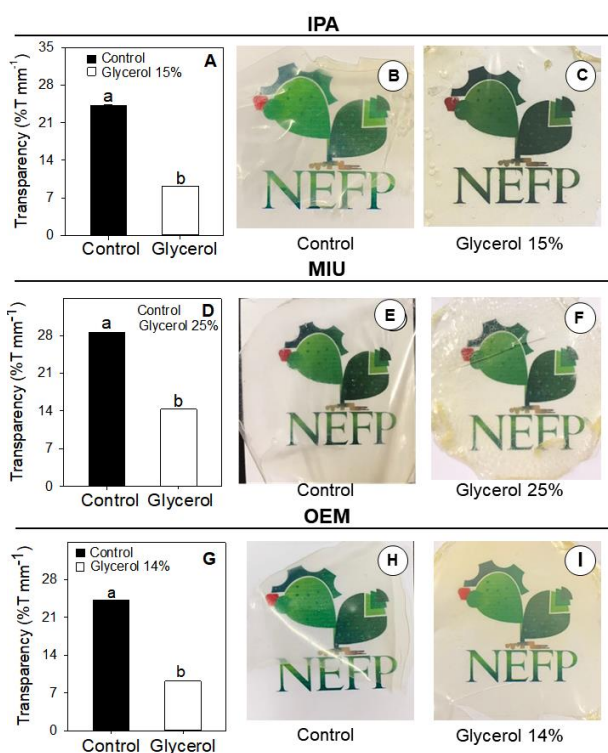 IPA
35
28
21
14
7
0
Transparency (%T mm⁻¹)
Control
Glycerol 15%
A
a
b
Control
Glycerol
B
NEFP
Control
C
NEFP
Glycerol 15%
MIU
28
21
14
7
0
Transparency (%T mm⁻¹)
Control
Glycerol 25%
D
a
b
Control
Glycerol
E
NEFP
Control
F
NEFP
Glycerol 25%
OEM
28
21
14
7
0
Transparency (%T mm⁻¹)
Control
Glycerol 14%
G
a
b
Control
Glycerol
H
NEFP
Control
I
NEFP
Glycerol 14%